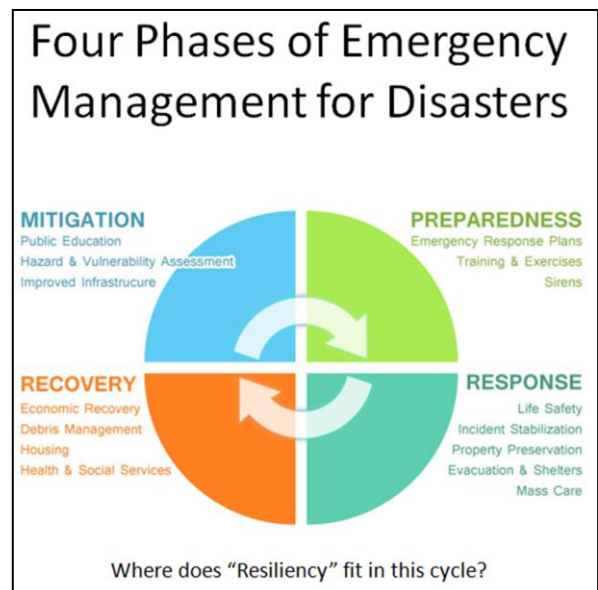 Four Phases of Emergency
Management for Disasters
MITIGATION
Public Education
Hazard & Vulnerability Assessment
Improved Infrastrucure
PREPAREDNESS
Emergency Response Plans
Training & Exercises
Sirens
RECOVERY
Economic Recovery
Debris Management
Housing
Health & Social Services
RESPONSE
Life Safety
Incident Stabilization
Property Preservation
Evacuation & Shelters
Mass Care
Where does “Resiliency” fit in this cycle?